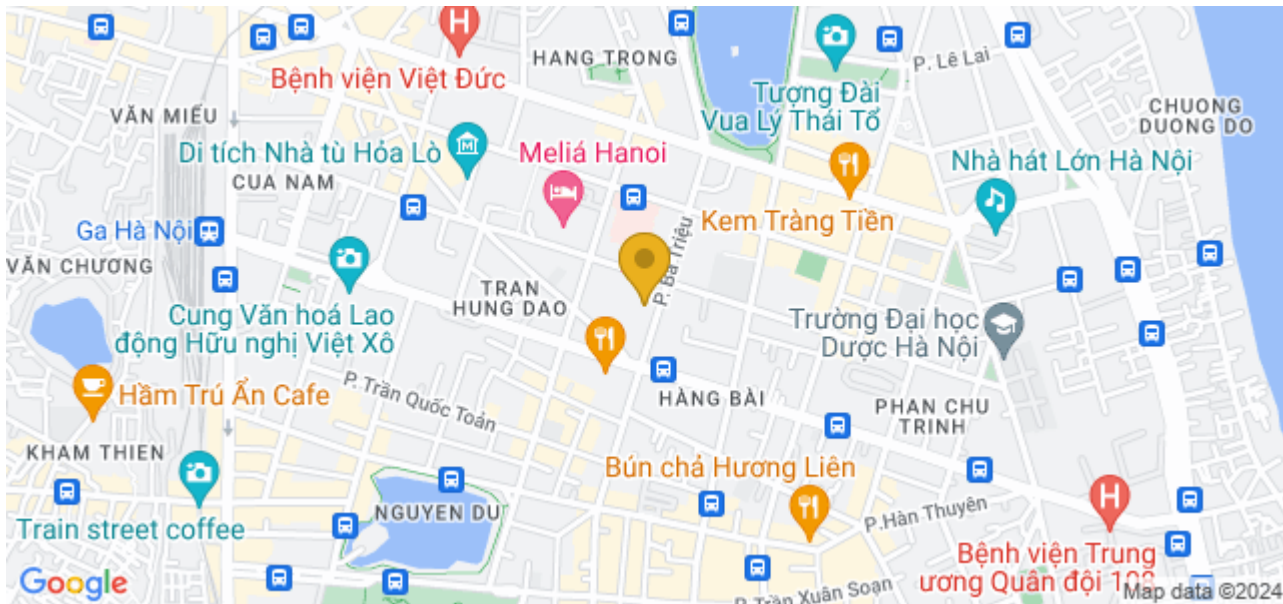 Bệnh viện Việt Đức
HANG TRONG
P. Lê Lai
Tượng Đài
Vua Lý Thái Tổ
CHUONG
DUONG DO
VĂN MIẾU
Di tích Nhà tù Hỏa Lò
CUA NAM
Meliá Hanoi
Nhà hát Lớn Hà Nội
Kem Tràng Tiền
Ga Hà Nội
VĂN CHƯƠNG
P. Bà Triệu
TRAN
HUNG DAO
Cung Văn hoá Lao
động Hữu nghị Việt Xô
Trường Đại học
Dược Hà Nội
Hầm Trú Ẩn Cafe
P. Trần Quốc Toản
HÀNG BÀI
PHAN CHU
TRINH
KHAM THIEN
Bún chả Hương Liên
Train street coffee
NGUYEN DU
P.Hàn Thuyên
Bệnh viện Trung
ương Quân đội 108
P. Trần Xuân Soạn
Google
Map data ©2024